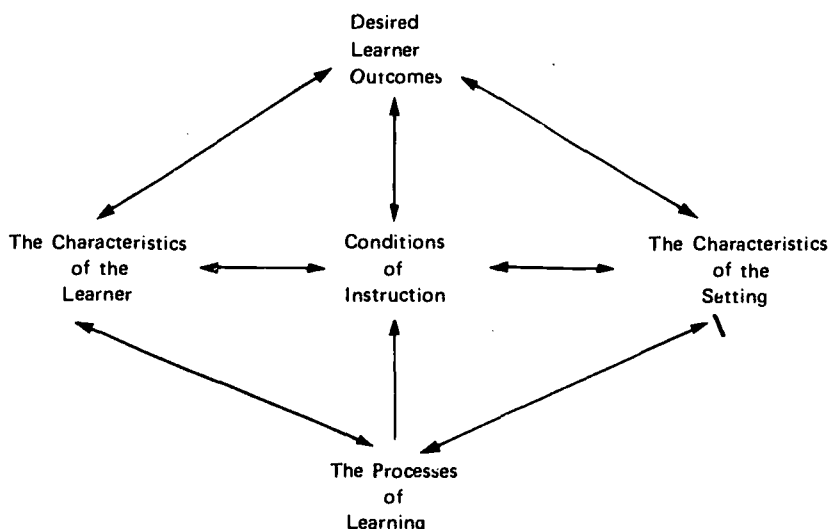 Desired
Learner
Outcomes
The Characteristics
of the
Learner
Conditions
of
Instruction
The Characteristics
of the
Setting
The Processes
of
Learning